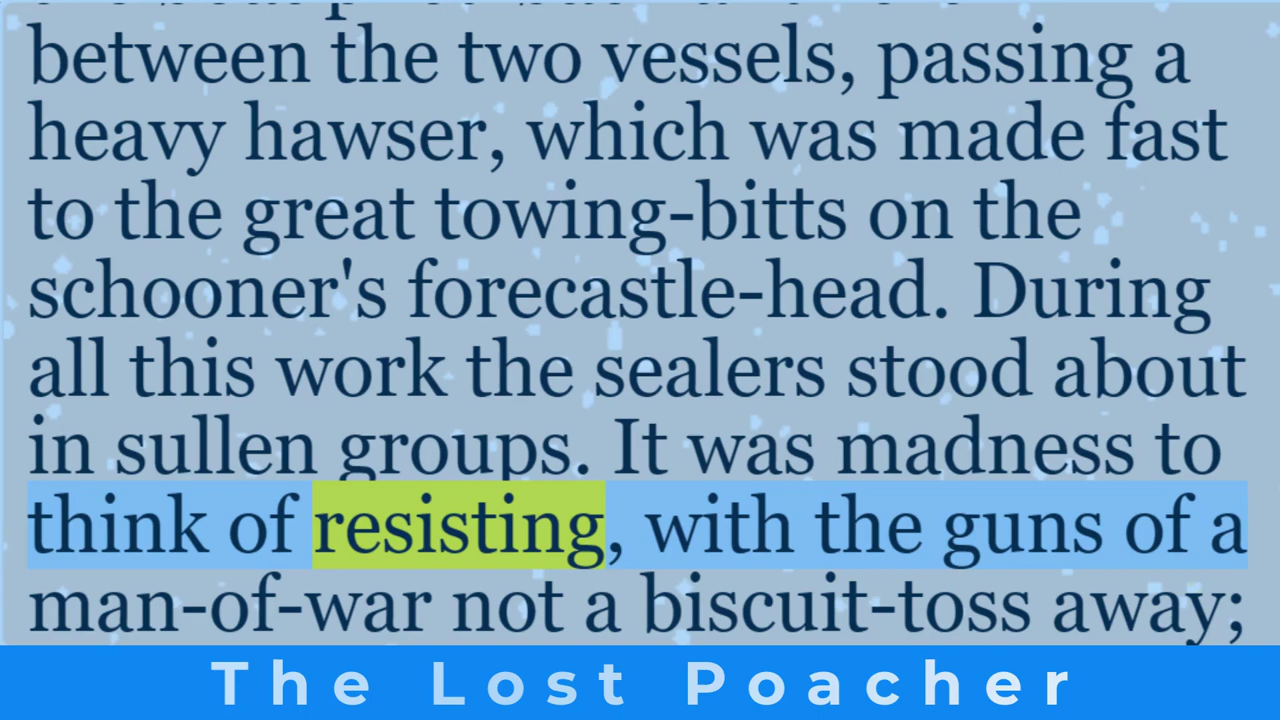 between the two vessels, passing a
heavy hawser, which was made fast
to the great towing-bitts on the
schooner's forecastle-head. During
all this work the sealers stood about
in sullen groups. It was madness to
think of resisting, with the guns of a
man-of-war not a biscuit-toss away;
The Lost Poacher